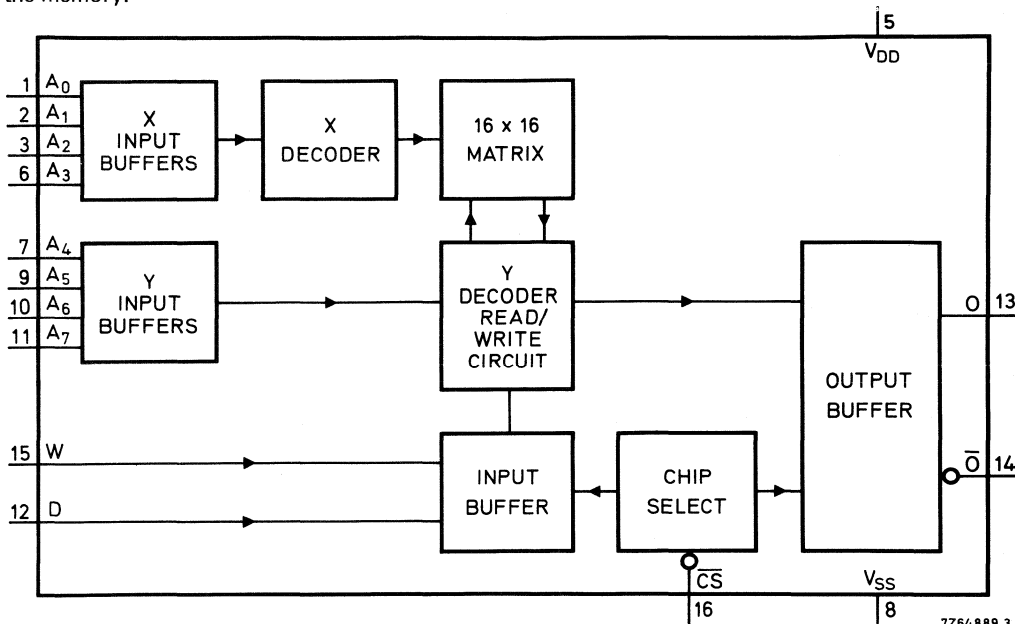 the memory.
5
VDD
1 A0
2 A1
3 A2
6 A3
X
INPUT
BUFFERS
X
DECODER
16 x 16
MATRIX
7 A4
9 A5
10 A6
11 A7
Y
INPUT
BUFFERS
Y
DECODER
READ/
WRITE
CIRCUIT
OUTPUT
BUFFER
O 13
O̅ 14
15 W
12 D
INPUT
BUFFER
CHIP
SELECT
C̅S̅
16
VSS
8
7Z64889.3